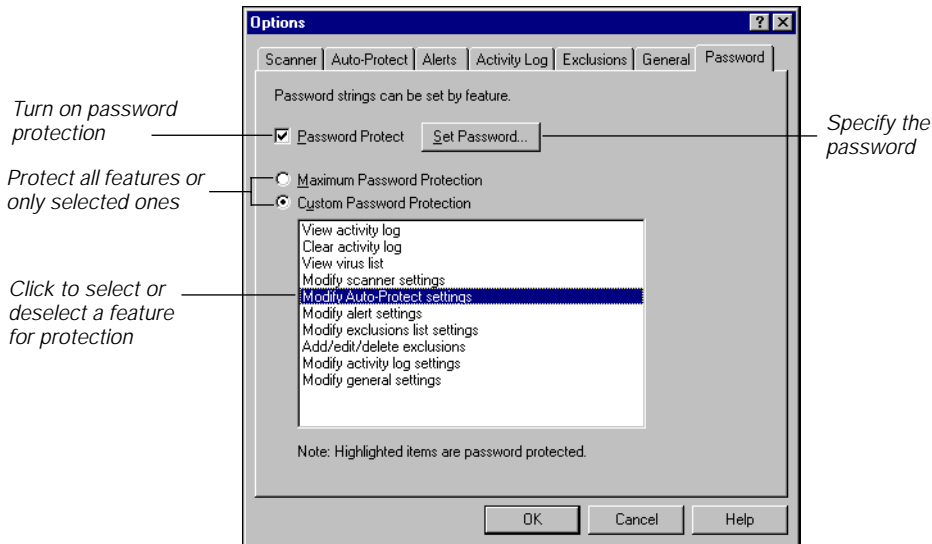 Options
Scanner Auto-Protect Alerts Activity Log Exclusions General Password
Password strings can be set by feature.
Turn on password
protection
Password Protect Set Password...
Specify the
password
Protect all features or
only selected ones
Maximum Password Protection
Custom Password Protection
View activity log
Clear activity log
View virus list
Modify scanner settings
Modify Auto-Protect settings
Modify alert settings
Modify exclusions list settings
Add/edit/delete exclusions
Modify activity log settings
Modify general settings
Click to select or
deselect a feature
for protection
Note: Highlighted items are password protected.
OK Cancel Help